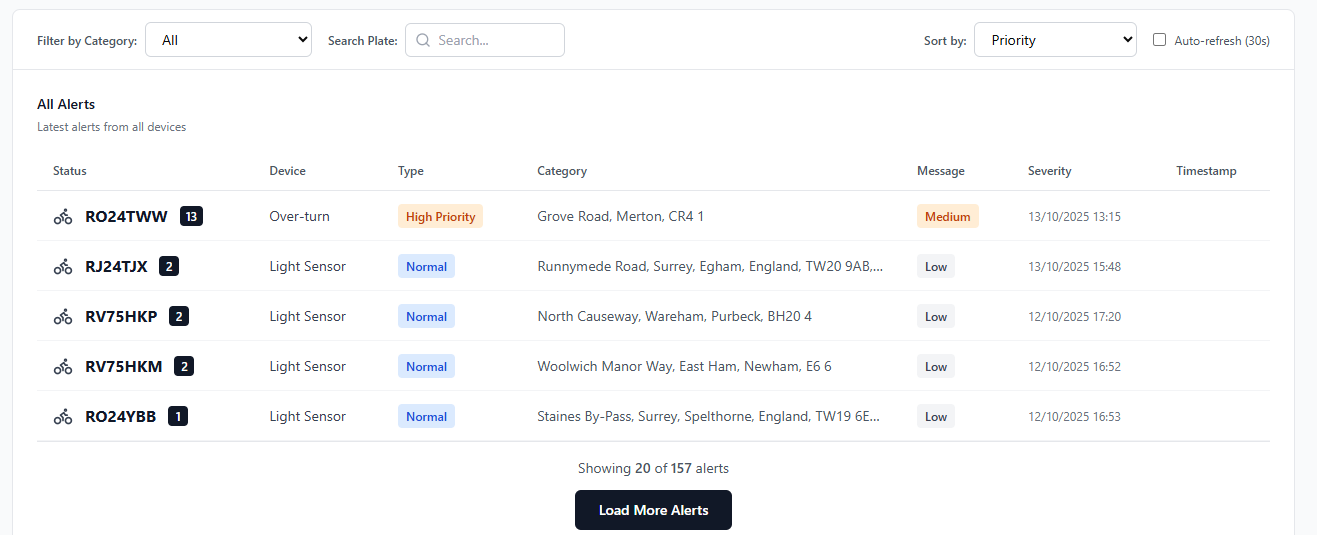 Filter by Category: All Search Plate: Search... Sort by: Priority Auto-refresh (30s)
All Alerts
Latest alerts from all devices
Status Device Type Category Message Severity Timestamp
RO24TWW 13 Over-turn High Priority Grove Road, Merton, CR4 1 Medium 13/10/2025 13:15
RJ24TJX 2 Light Sensor Normal Runnymede Road, Surrey, Egham, England, TW20 9AB,... Low 13/10/2025 15:48
RV75HKP 2 Light Sensor Normal North Causeway, Wareham, Purbeck, BH20 4 Low 12/10/2025 17:20
RV75HKM 2 Light Sensor Normal Woolwich Manor Way, East Ham, Newham, E6 6 Low 12/10/2025 16:52
RO24YBB 1 Light Sensor Normal Staines By-Pass, Surrey, Spelthorne, England, TW19 6E... Low 12/10/2025 16:53
Showing 20 of 157 alerts
Load More Alerts